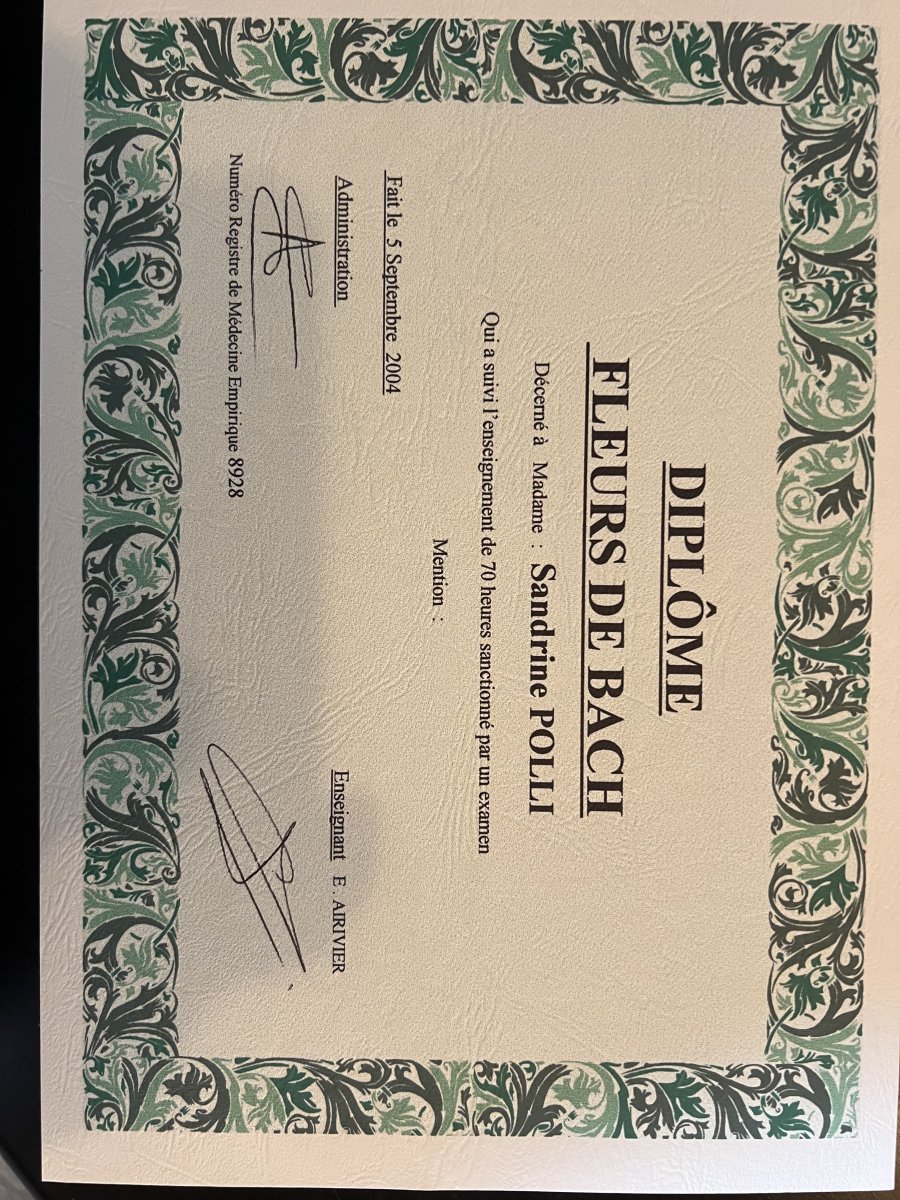 DIPLÔME
FLEURS DE BACH
Décerné à Madame : Sandrine POLLI
Qui a suivi l'enseignement de 70 heures sanctionné par un examen
Mention :
Fait le 5 Septembre 2004
Administration
Enseignant E. AIRIVIER
Numéro Registre de Médecine Empirique 8928